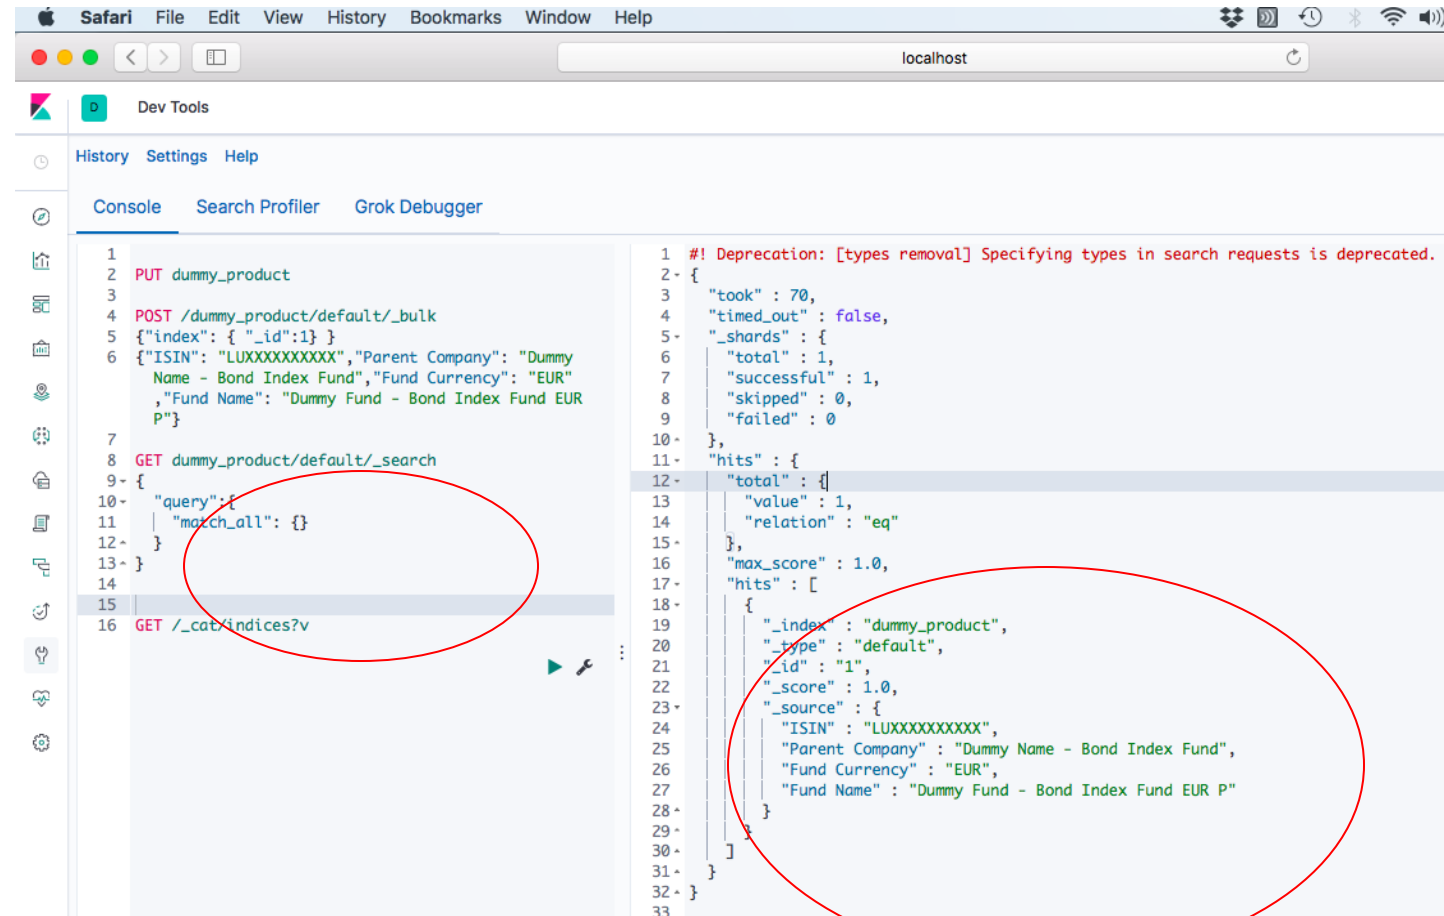 Safari File Edit View History Bookmarks Window Help
localhost
D Dev Tools
History Settings Help
Console Search Profiler Grok Debugger
1
2 PUT dummy_product
3
4 POST /dummy_product/default/_bulk
5 {"index": { "_id":1} }
6 {"ISIN": "LUXXXXXXXXXX","Parent Company": "Dummy
Name - Bond Index Fund","Fund Currency": "EUR"
,"Fund Name": "Dummy Fund - Bond Index Fund EUR
P"}
7
8 GET dummy_product/default/_search
9 {
10 "query":{
11 "match_all": {}
12 }
13 }
14
15
16 GET /_cat/indices?v
1 #! Deprecation: [types removal] Specifying types in search requests is deprecated.
2 {
3 "took" : 70,
4 "timed_out" : false,
5 "_shards" : {
6 "total" : 1,
7 "successful" : 1,
8 "skipped" : 0,
9 "failed" : 0
10 },
11 "hits" : {
12 "total" : {
13 "value" : 1,
14 "relation" : "eq"
15 },
16 "max_score" : 1.0,
17 "hits" : [
18 {
19 "_index" : "dummy_product",
20 "_type" : "default",
21 "_id" : "1",
22 "_score" : 1.0,
23 "_source" : {
24 "ISIN" : "LUXXXXXXXXXX",
25 "Parent Company" : "Dummy Name - Bond Index Fund",
26 "Fund Currency" : "EUR",
27 "Fund Name" : "Dummy Fund - Bond Index Fund EUR P"
28 }
29 }
30 ]
31 }
32 }
33